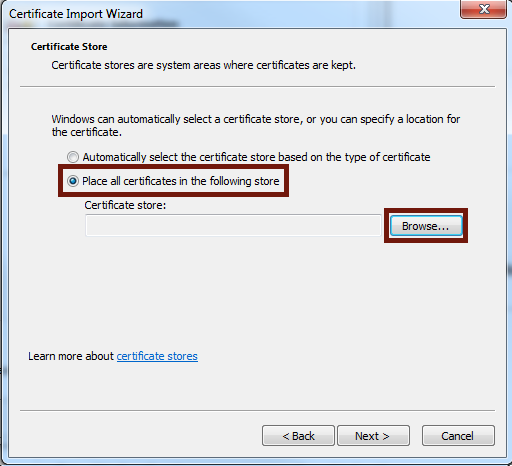 Certificate Import Wizard
Certificate Store
Certificate stores are system areas where certificates are kept.
Windows can automatically select a certificate store, or you can specify a location for
the certificate.
Automatically select the certificate store based on the type of certificate
Place all certificates in the following store
Certificate store:
Browse...
Learn more about certificate stores
< Back
Next >
Cancel